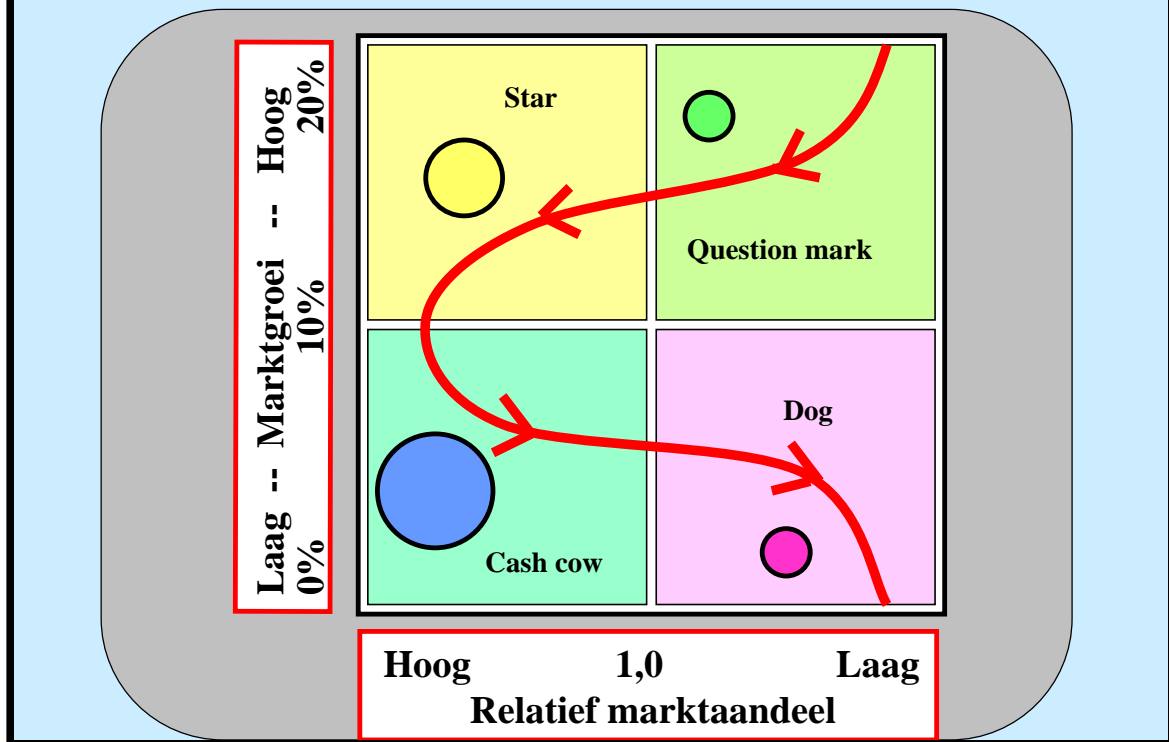 Laag -- Marktgroei -- Hoog
0% 10% 20%
Star
Question mark
Dog
Cash cow
Hoog 1,0 Laag
Relatief marktaandeel